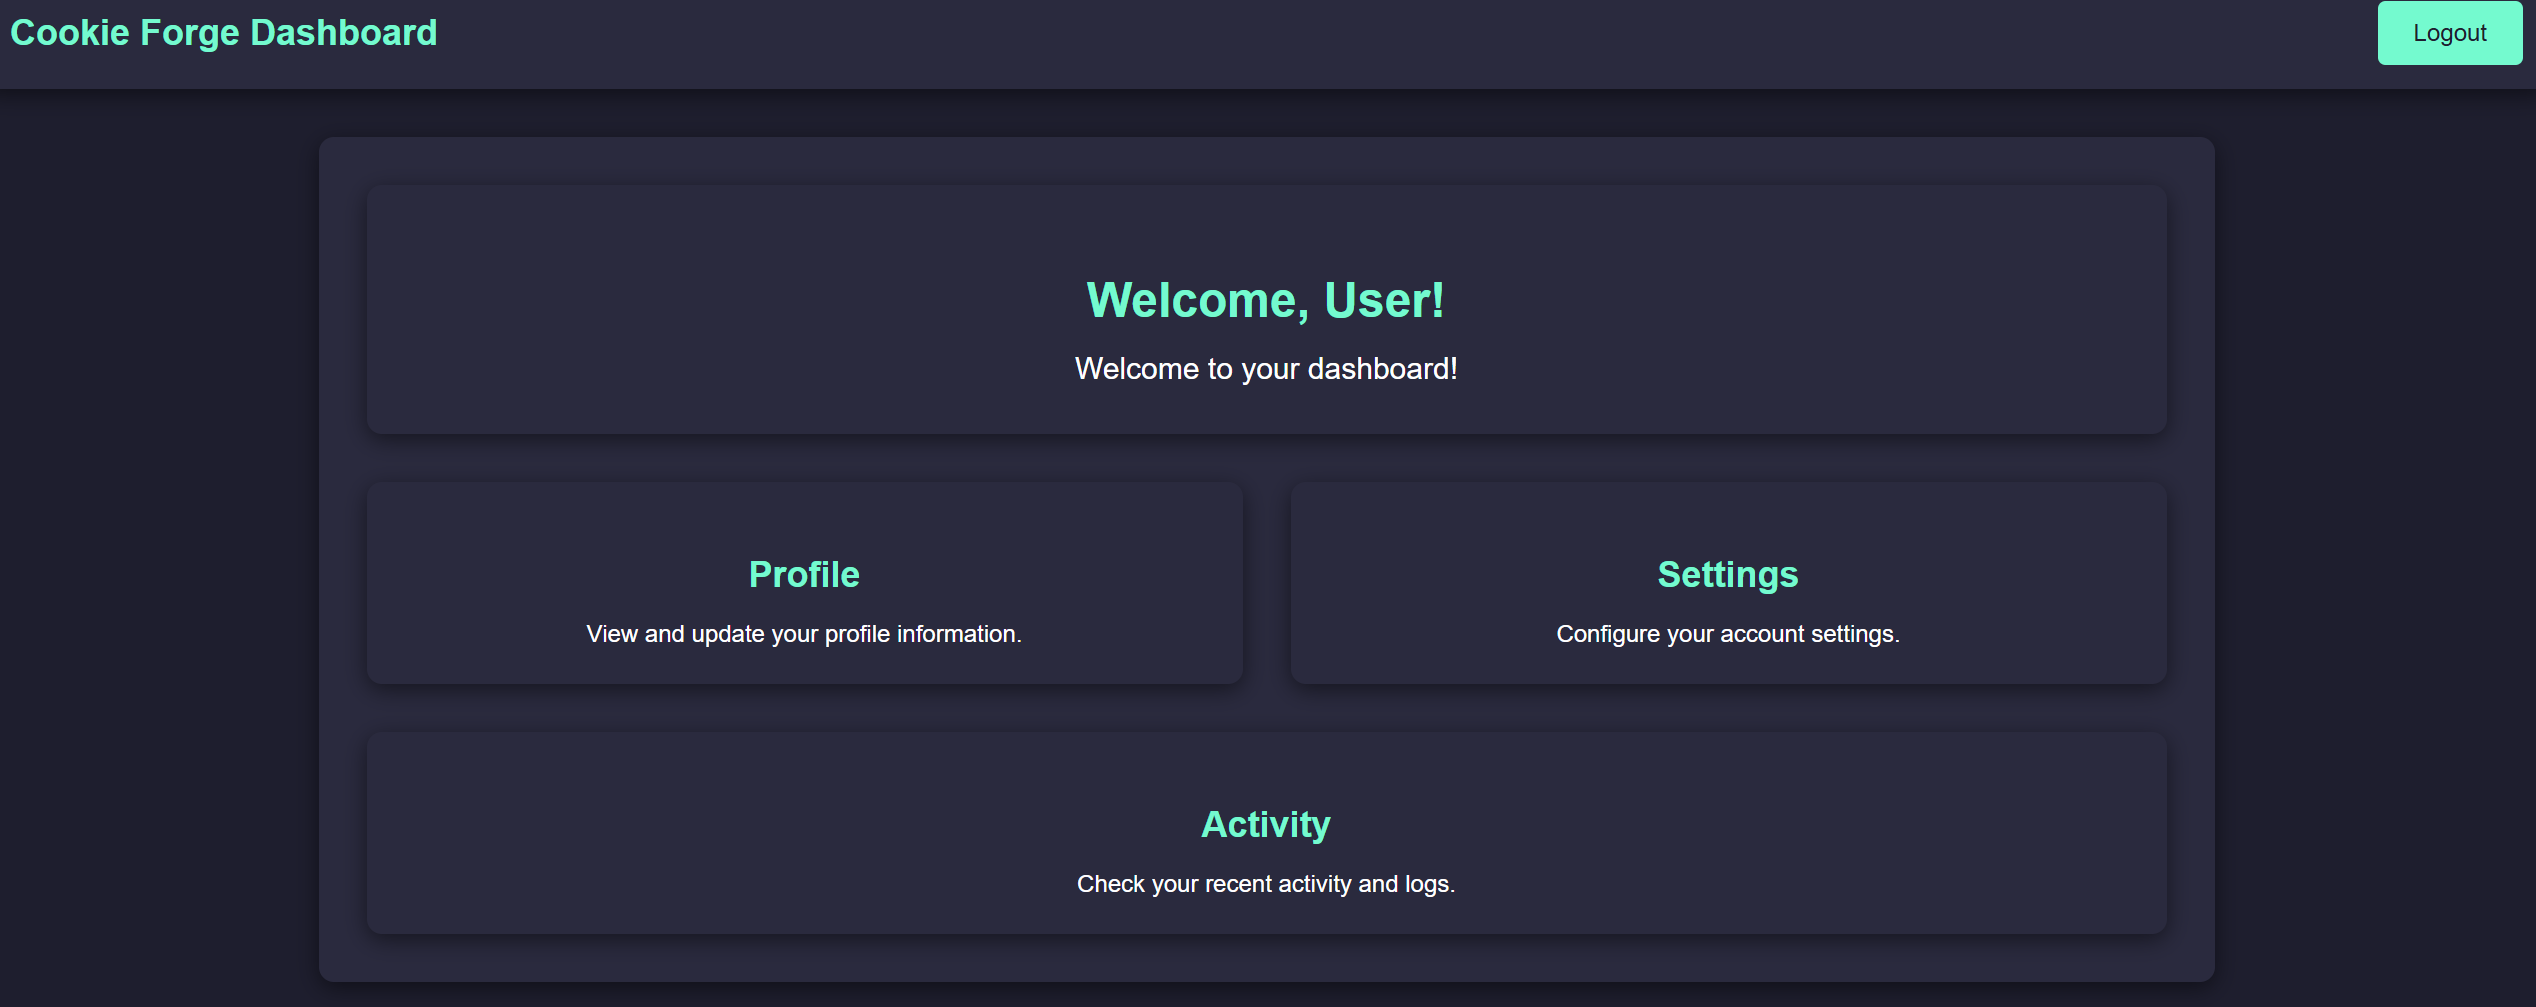 Cookie Forge Dashboard
Logout
Welcome, User!
Welcome to your dashboard!
Profile
View and update your profile information.
Settings
Configure your account settings.
Activity
Check your recent activity and logs.